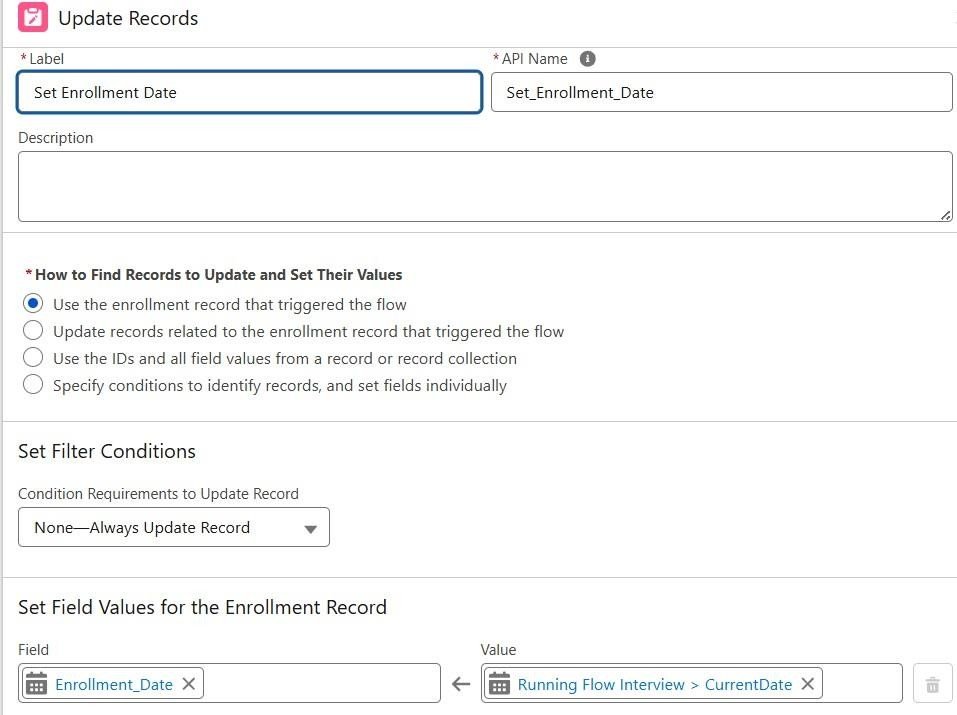 Update Records
* Label
* API Name
Set Enrollment Date
Set_Enrollment_Date
Description
* How to Find Records to Update and Set Their Values
Use the enrollment record that triggered the flow
Update records related to the enrollment record that triggered the flow
Use the IDs and all field values from a record or record collection
Specify conditions to identify records, and set fields individually
Set Filter Conditions
Condition Requirements to Update Record
None—Always Update Record
Set Field Values for the Enrollment Record
Field
Value
Enrollment_Date
Running Flow Interview > CurrentDate